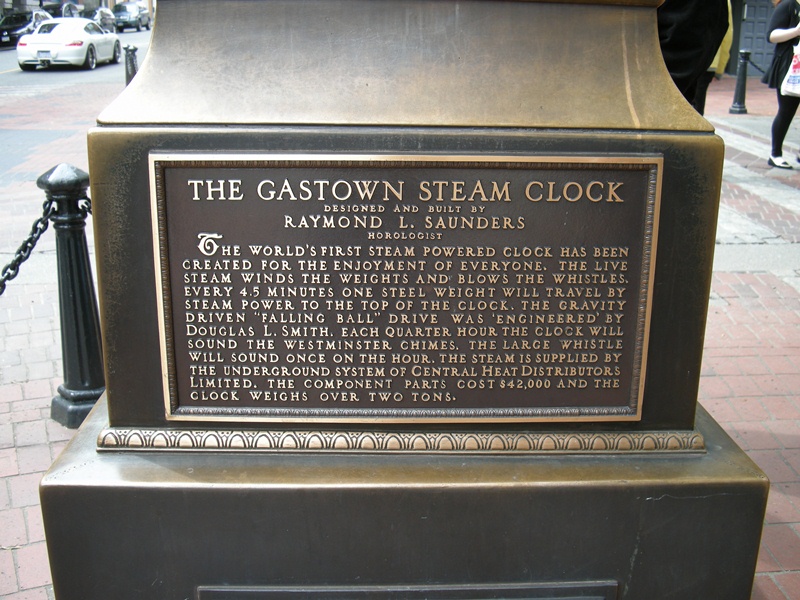 THE GASTOWN STEAM CLOCK
DESIGNED AND BUILT BY
RAYMOND L. SAUNDERS
HOROLOGIST
THE WORLD'S FIRST STEAM POWERED CLOCK HAS BEEN
CREATED FOR THE ENJOYMENT OF EVERYONE. THE LIVE
STEAM WINDS THE WEIGHTS AND BLOWS THE WHISTLES.
EVERY 4.5 MINUTES ONE STEEL WEIGHT WILL TRAVEL BY
STEAM POWER TO THE TOP OF THE CLOCK. THE GRAVITY
DRIVEN "FALLING BALL" DRIVE WAS 'ENGINEERED' BY
DOUGLAS L. SMITH. EACH QUARTER HOUR THE CLOCK WILL
SOUND THE WESTMINSTER CHIMES. THE LARGE WHISTLE
WILL SOUND ONCE ON THE HOUR. THE STEAM IS SUPPLIED BY
THE UNDERGROUND SYSTEM OF CENTRAL HEAT DISTRIBUTORS
LIMITED. THE COMPONENT PARTS COST $42,000 AND THE
CLOCK WEIGHS OVER TWO TONS.